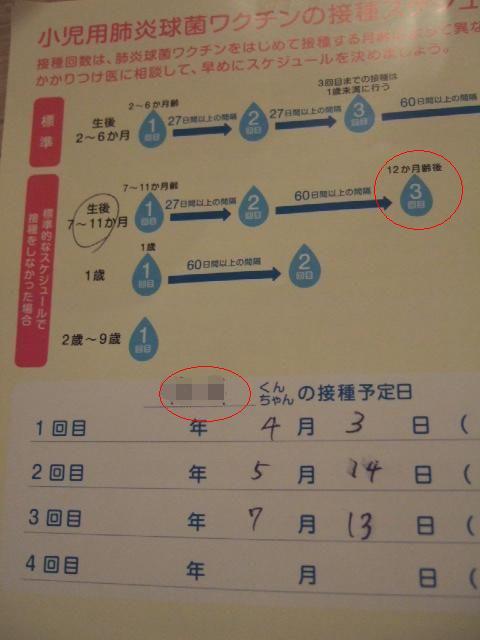 小児用肺炎球菌ワクチンの接種スケジュ
接種回数は、肺炎球菌ワクチンをはじめて接種する月齢によって異な
かかりつけ医に相談して、早めにスケジュールを決めましょう。
標準
生後
2～6か月
2～6か月齢
1回目
27日間以上の間隔
2回目
27日間以上の間隔
3回目までの接種は
1歳未満に行う
3回目
60日間以上の間隔
標準的なスケジュールで
接種をしなかった場合
生後
7～11か月
7～11か月齢
1回目
27日間以上の間隔
2回目
60日間以上の間隔
12か月齢後
3回目
1歳
1歳
1回目
60日間以上の間隔
2回目
2歳～9歳
1回目
くん
ちゃん
の接種予定日
1回目 年 4月 3日 (
2回目 年 5月 14日 (
3回目 年 7月 13日 (
4回目 年 月 日 (